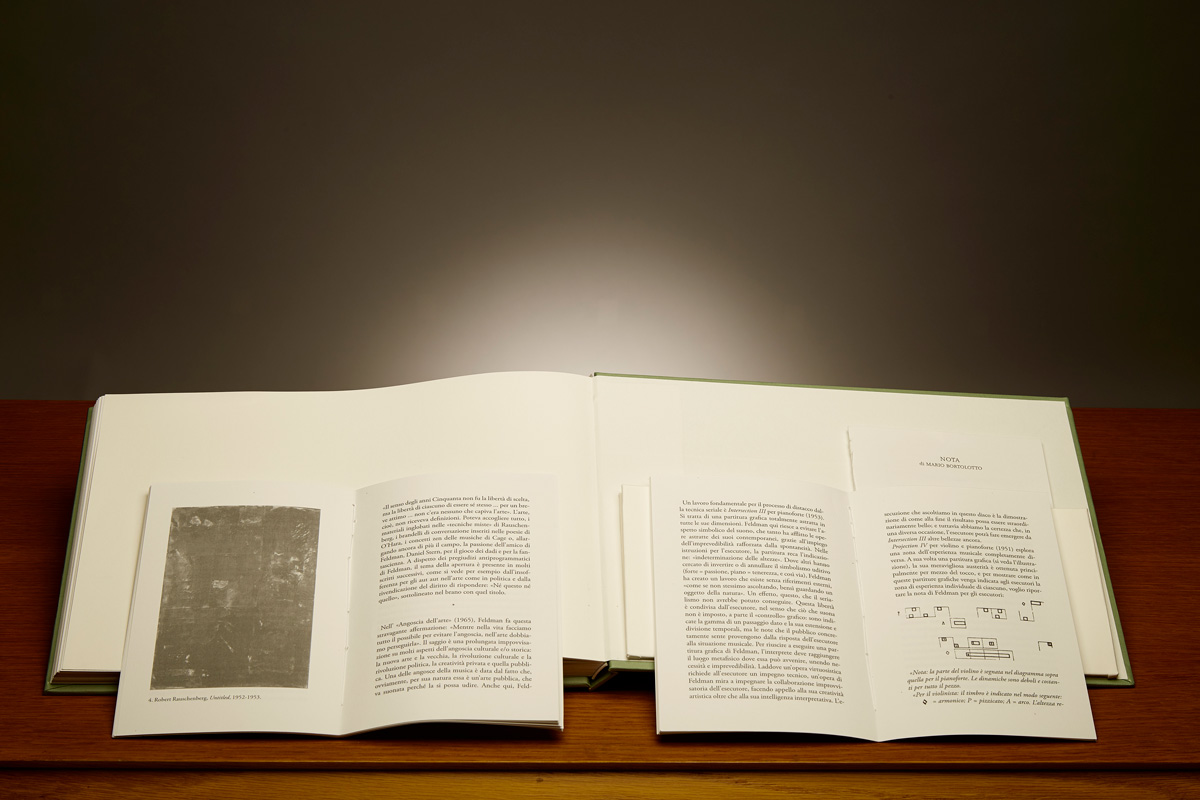 4. Robert Rauschenberg, Untitled, 1952-1953.
«Il senso degli anni Cinquanta non fu la libertà di scelta,
ma la libertà di ciascuno di essere sé stesso ... per un bre-
ve attimo ... non c'era nessuno che capiva l'arte». L'arte,
cioè, non riceveva definizioni. Poteva accogliere tutto, i
materiali inglobati nelle «tecniche miste» di Rauschen-
berg, i brandelli di conversazione inseriti nelle poesie di
O'Hara, i concerti non delle musiche di Cage o, allar-
gando ancora di più il campo, la passione dell'amico di
Feldman, Daniel Stern, per il gioco dei dadi e per la fan-
tascienza. A dispetto dei pregiudizi antiprogrammatici
di Feldman, il tema della apertura è presente in molti
scritti successivi, come si vede per esempio dall'insof-
ferenza per gli aut aut nell'arte come in politica e dalla
rivendicazione del diritto di rispondere: «Né questo né
quello», sottolineato nel brano con quel titolo.
Nell' «Angoscia dell'arte» (1965), Feldman fa questa
stravagante affermazione: «Mentre nella vita facciamo
tutto il possibile per evitare l'angoscia, nell'arte dobbia-
mo perseguirla». Il saggio è una prolungata improvvisa-
zione su molti aspetti dell'angoscia culturale e/o storica:
la nuova arte e la vecchia, la rivoluzione culturale e la
rivoluzione politica, la creatività privata e quella pubbli-
ca. Una delle angosce della musica è data dal fatto che,
ovviamente, per sua natura essa è un'arte pubblica, che
va suonata perché la si possa udire. Anche qui, Feld-
Un lavoro fondamentale per il processo di distacco dal-
la tecnica seriale è Intersection III per pianoforte (1953).
Si tratta di una partitura grafica totalmente astratta in
tutte le sue dimensioni. Feldman qui riesce a evitare l'a-
spetto simbolico del suono, che tanto ha afflitto le ope-
re astratte dei suoi contemporanei, grazie all'impiego
dell'imprevedibilità rafforzata dalla spontaneità. Nelle
istruzioni per l'esecutore, la partitura reca l'indicazio-
ne: «indeterminazione delle altezze». Dove altri hanno
cercato di invertire o di annullare il simbolismo uditivo
(forte = passione, piano = tenerezza, e così via), Feldman
ha creato un lavoro che esiste senza riferimenti esterni,
«come se non stessimo ascoltando, bensì guardando un
oggetto della natura». Un effetto, questo, che il seria-
lismo non avrebbe potuto conseguire. Questa libertà
è condivisa dall'esecutore, nel senso che ciò che suona
non è imposto, a parte il «controllo» grafico: sono indi-
cate la gamma di un passaggio dato e la sua estensione e
divisione temporali, ma le note che il pubblico concre-
tamente sente provengono dalla risposta dell'esecutore
alla situazione musicale. Per riuscire a eseguire una par-
titura grafica di Feldman, l'interprete deve raggiungere
il luogo metafisico dove essa può avvenire, unendo ne-
cessità e imprevedibilità. Laddove un'opera virtuosistica
richiede all'esecutore un impegno tecnico, un'opera di
Feldman mira a impegnare la collaborazione improvvi-
satoria dell'esecutore, facendo appello alla sua creatività
artistica oltre che alla sua intelligenza interpretativa. L'e-
NOTA
di MARIO BORTOLOTTO
secuzione che ascoltiamo in questo disco è la dimostra-
zione di come alla fine il risultato possa essere straordi-
nariamente bello; e tuttavia abbiamo la certezza che, in
una diversa occasione, l'esecutore potrà fare emergere da
Intersection III altre bellezze ancora.
Projection IV per violino e pianoforte (1951) esplora
una zona dell'esperienza musicale completamente di-
versa. A sua volta una partitura grafica (si veda l'illustra-
zione), la sua meravigliosa austerità è ottenuta princi-
palmente per mezzo del tocco, e per mostrare come in
queste partiture grafiche venga indicata agli esecutori la
zona di esperienza individuale di ciascuno, voglio ripor-
tare la nota di Feldman per gli esecutori.
«Nota: la parte del violino è segnata nel diagramma sopra
quella per il pianoforte. Le dinamiche sono deboli e costan-
ti per tutto il pezzo.
«Per il violinista: il timbro è indicato nel modo seguente:
= armonico; P = pizzicato; A = arco. L'altezza re-